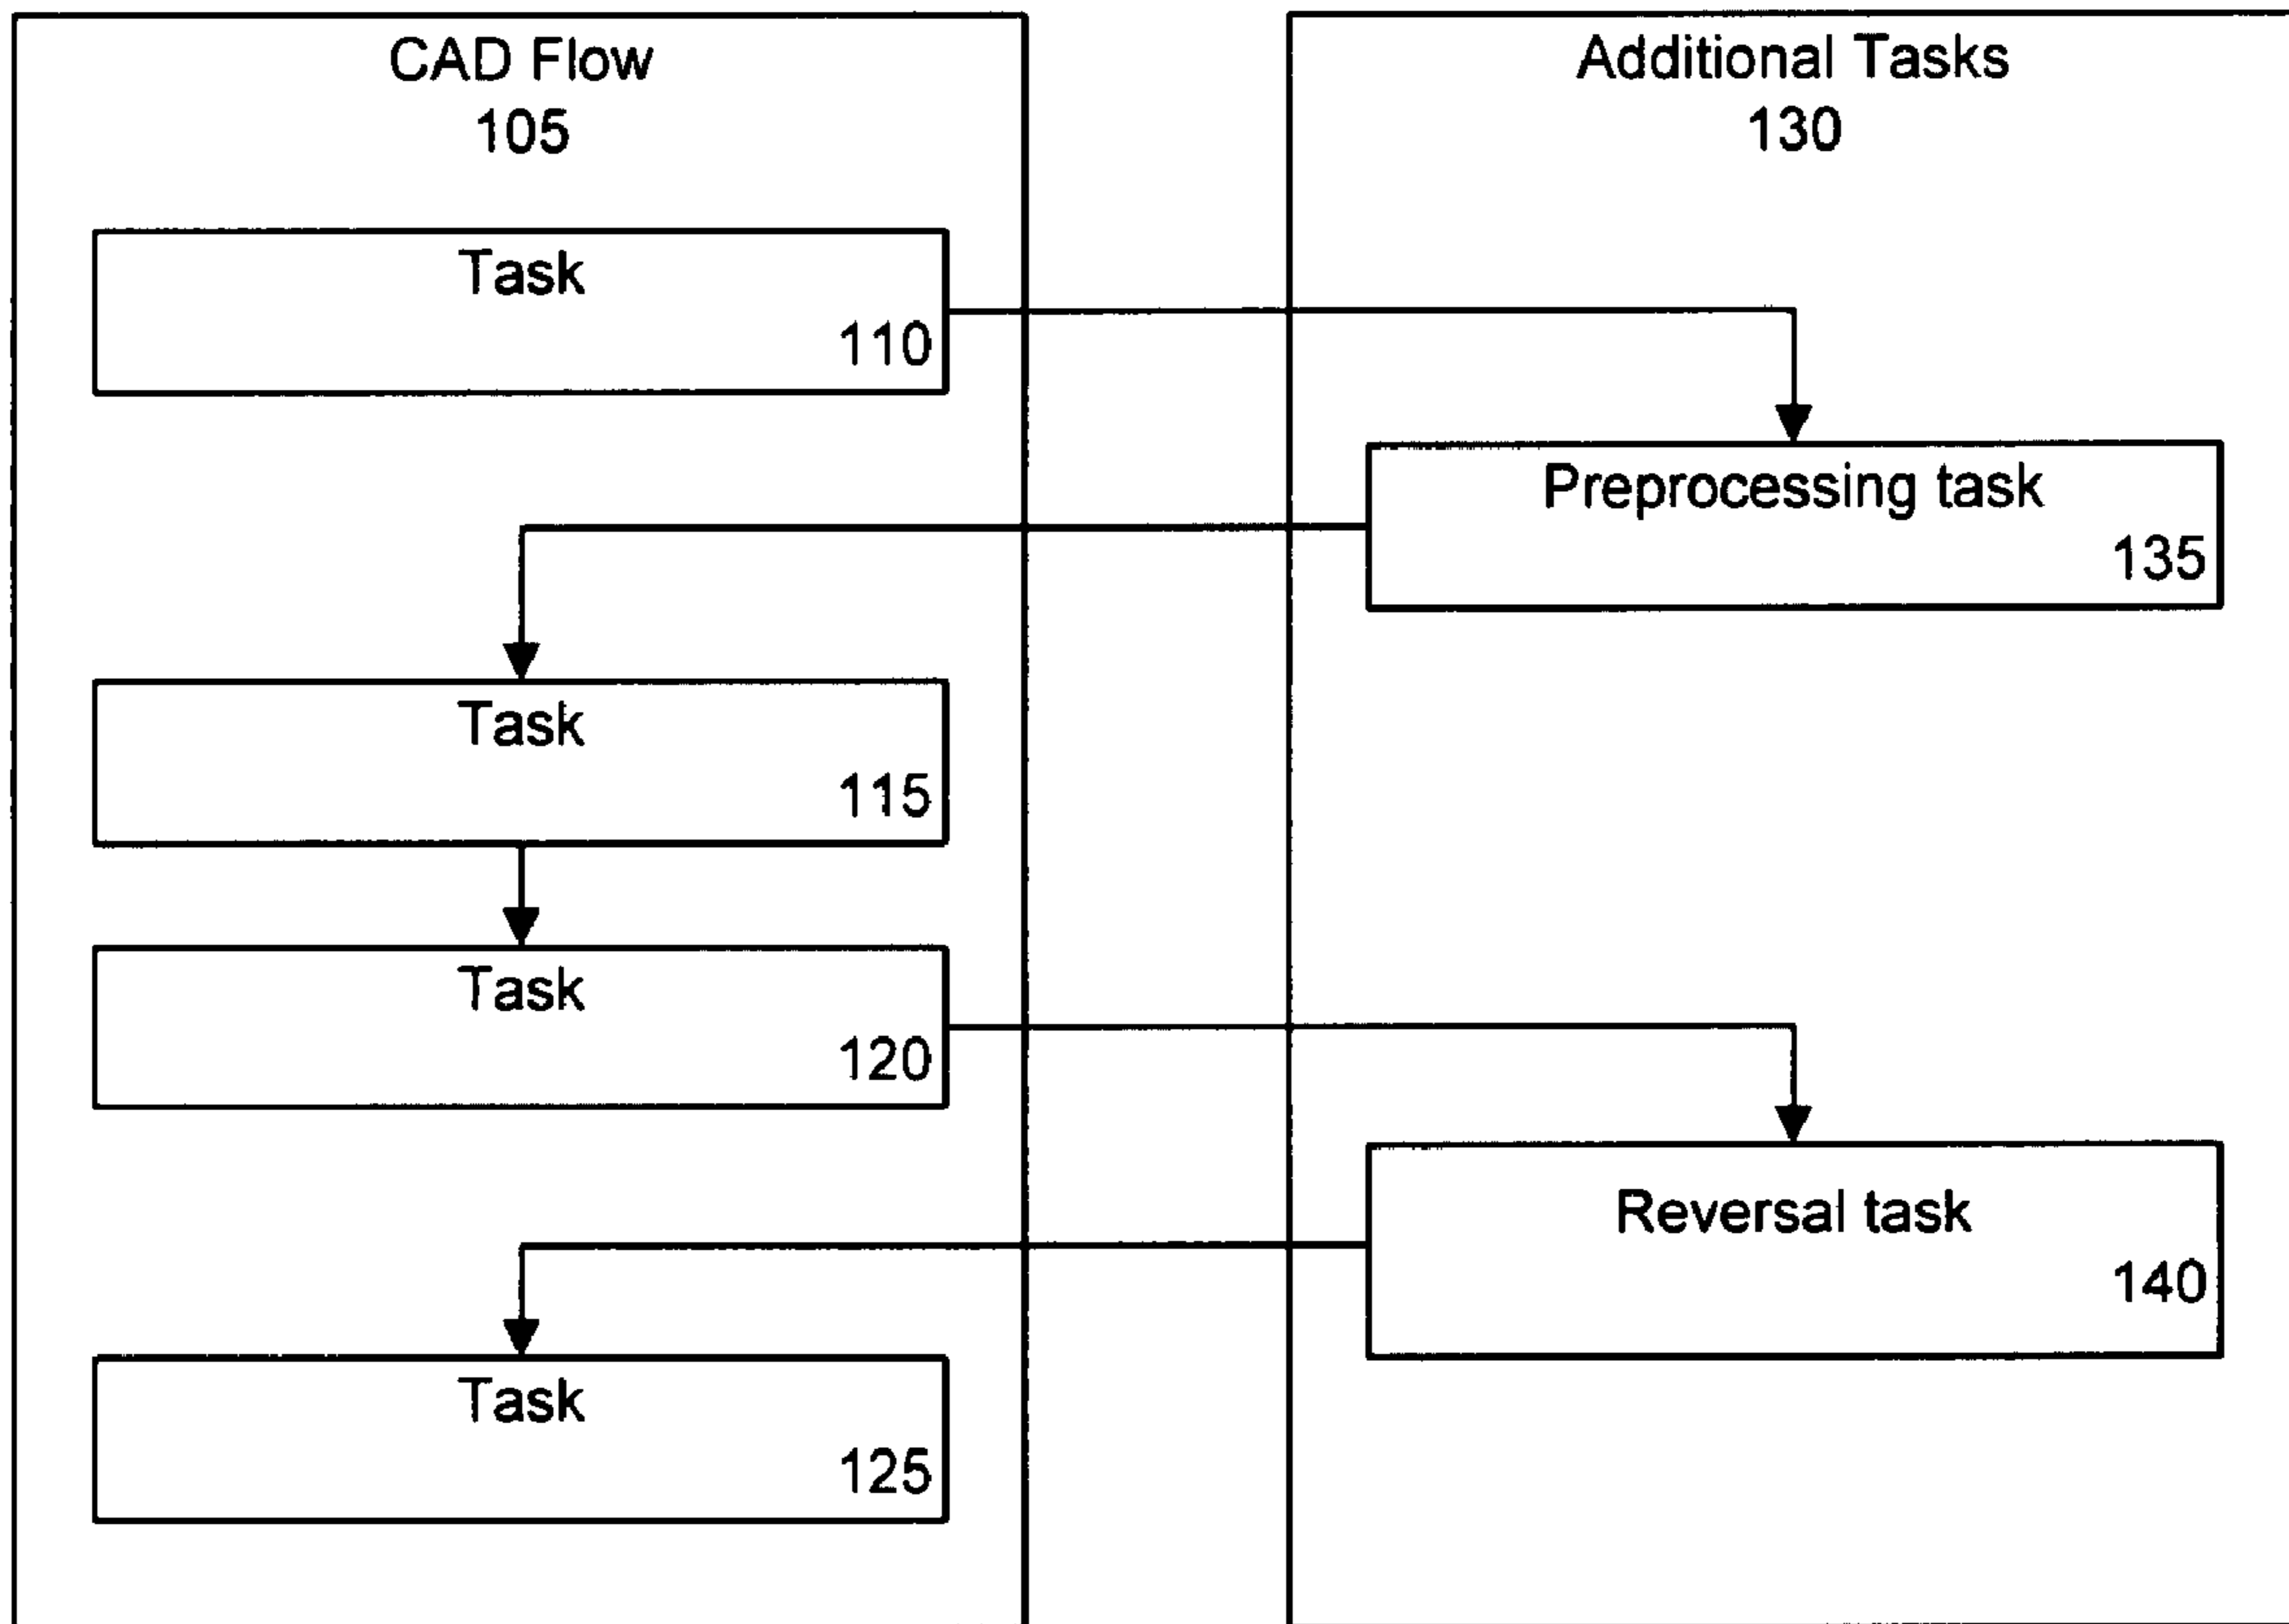 CAD Flow
105
Additional Tasks
130
Task
110
Preprocessing task
135
Task
115
Task
120
Reversal task
140
Task
125